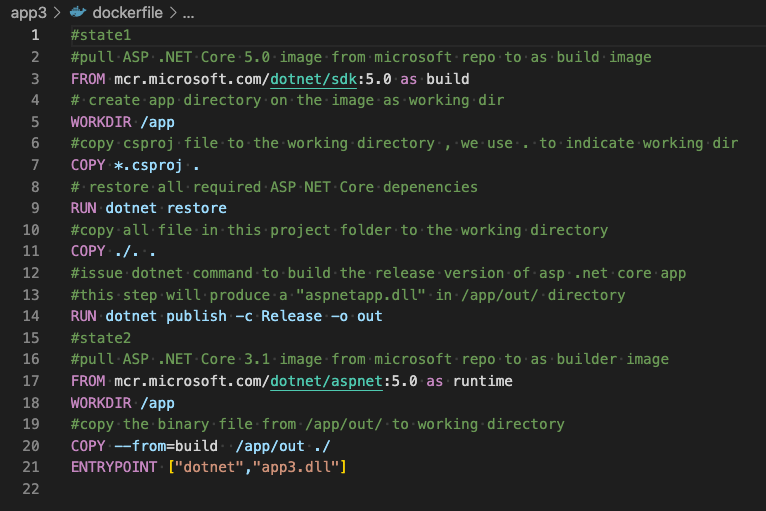 app3 > dockerfile > ...
1 #state1
2 #pull ASP .NET Core 5.0 image from microsoft repo to as build image
3 FROM mcr.microsoft.com/dotnet/sdk:5.0 as build
4 # create app directory on the image as working dir
5 WORKDIR /app
6 #copy csproj file to the working directory , we use . to indicate working dir
7 COPY *.csproj .
8 # restore all required ASP NET Core depenencies
9 RUN dotnet restore
10 #copy all file in this project folder to the working directory
11 COPY ./. .
12 #issue dotnet command to build the release version of asp .net core app
13 #this step will produce a "aspnetapp.dll" in /app/out/ directory
14 RUN dotnet publish -c Release -o out
15 #state2
16 #pull ASP .NET Core 3.1 image from microsoft repo to as builder image
17 FROM mcr.microsoft.com/dotnet/aspnet:5.0 as runtime
18 WORKDIR /app
19 #copy the binary file from /app/out/ to working directory
20 COPY --from=build  /app/out ./
21 ENTRYPOINT ["dotnet","app3.dll"]
22